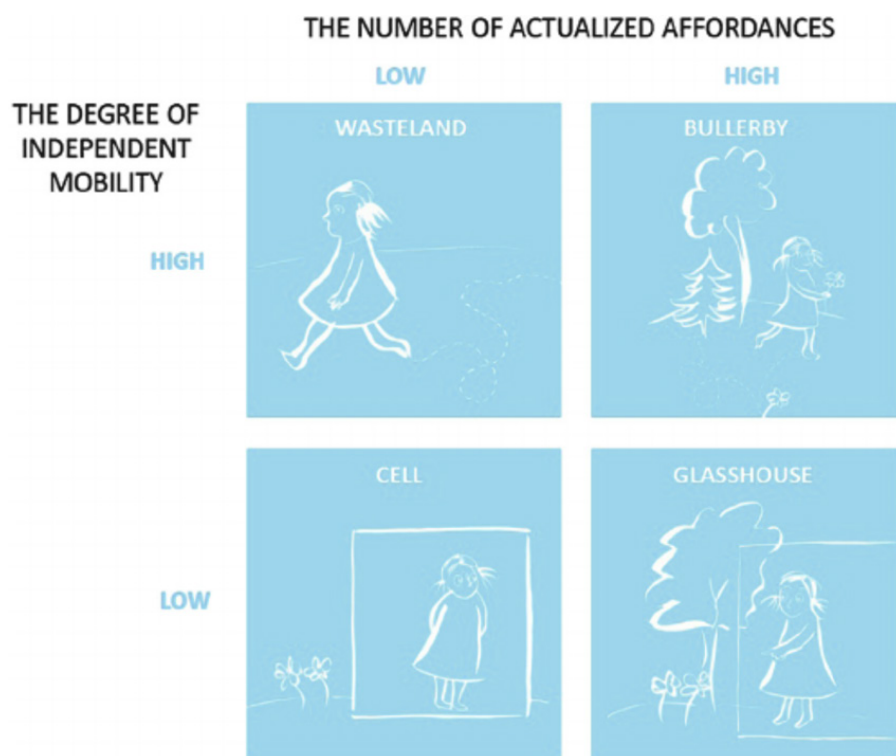 THE NUMBER OF ACTUALIZED AFFORDANCES
LOW
HIGH
THE DEGREE OF
INDEPENDENT
MOBILITY
WASTELAND
BULLERBY
HIGH
CELL
GLASSHOUSE
LOW